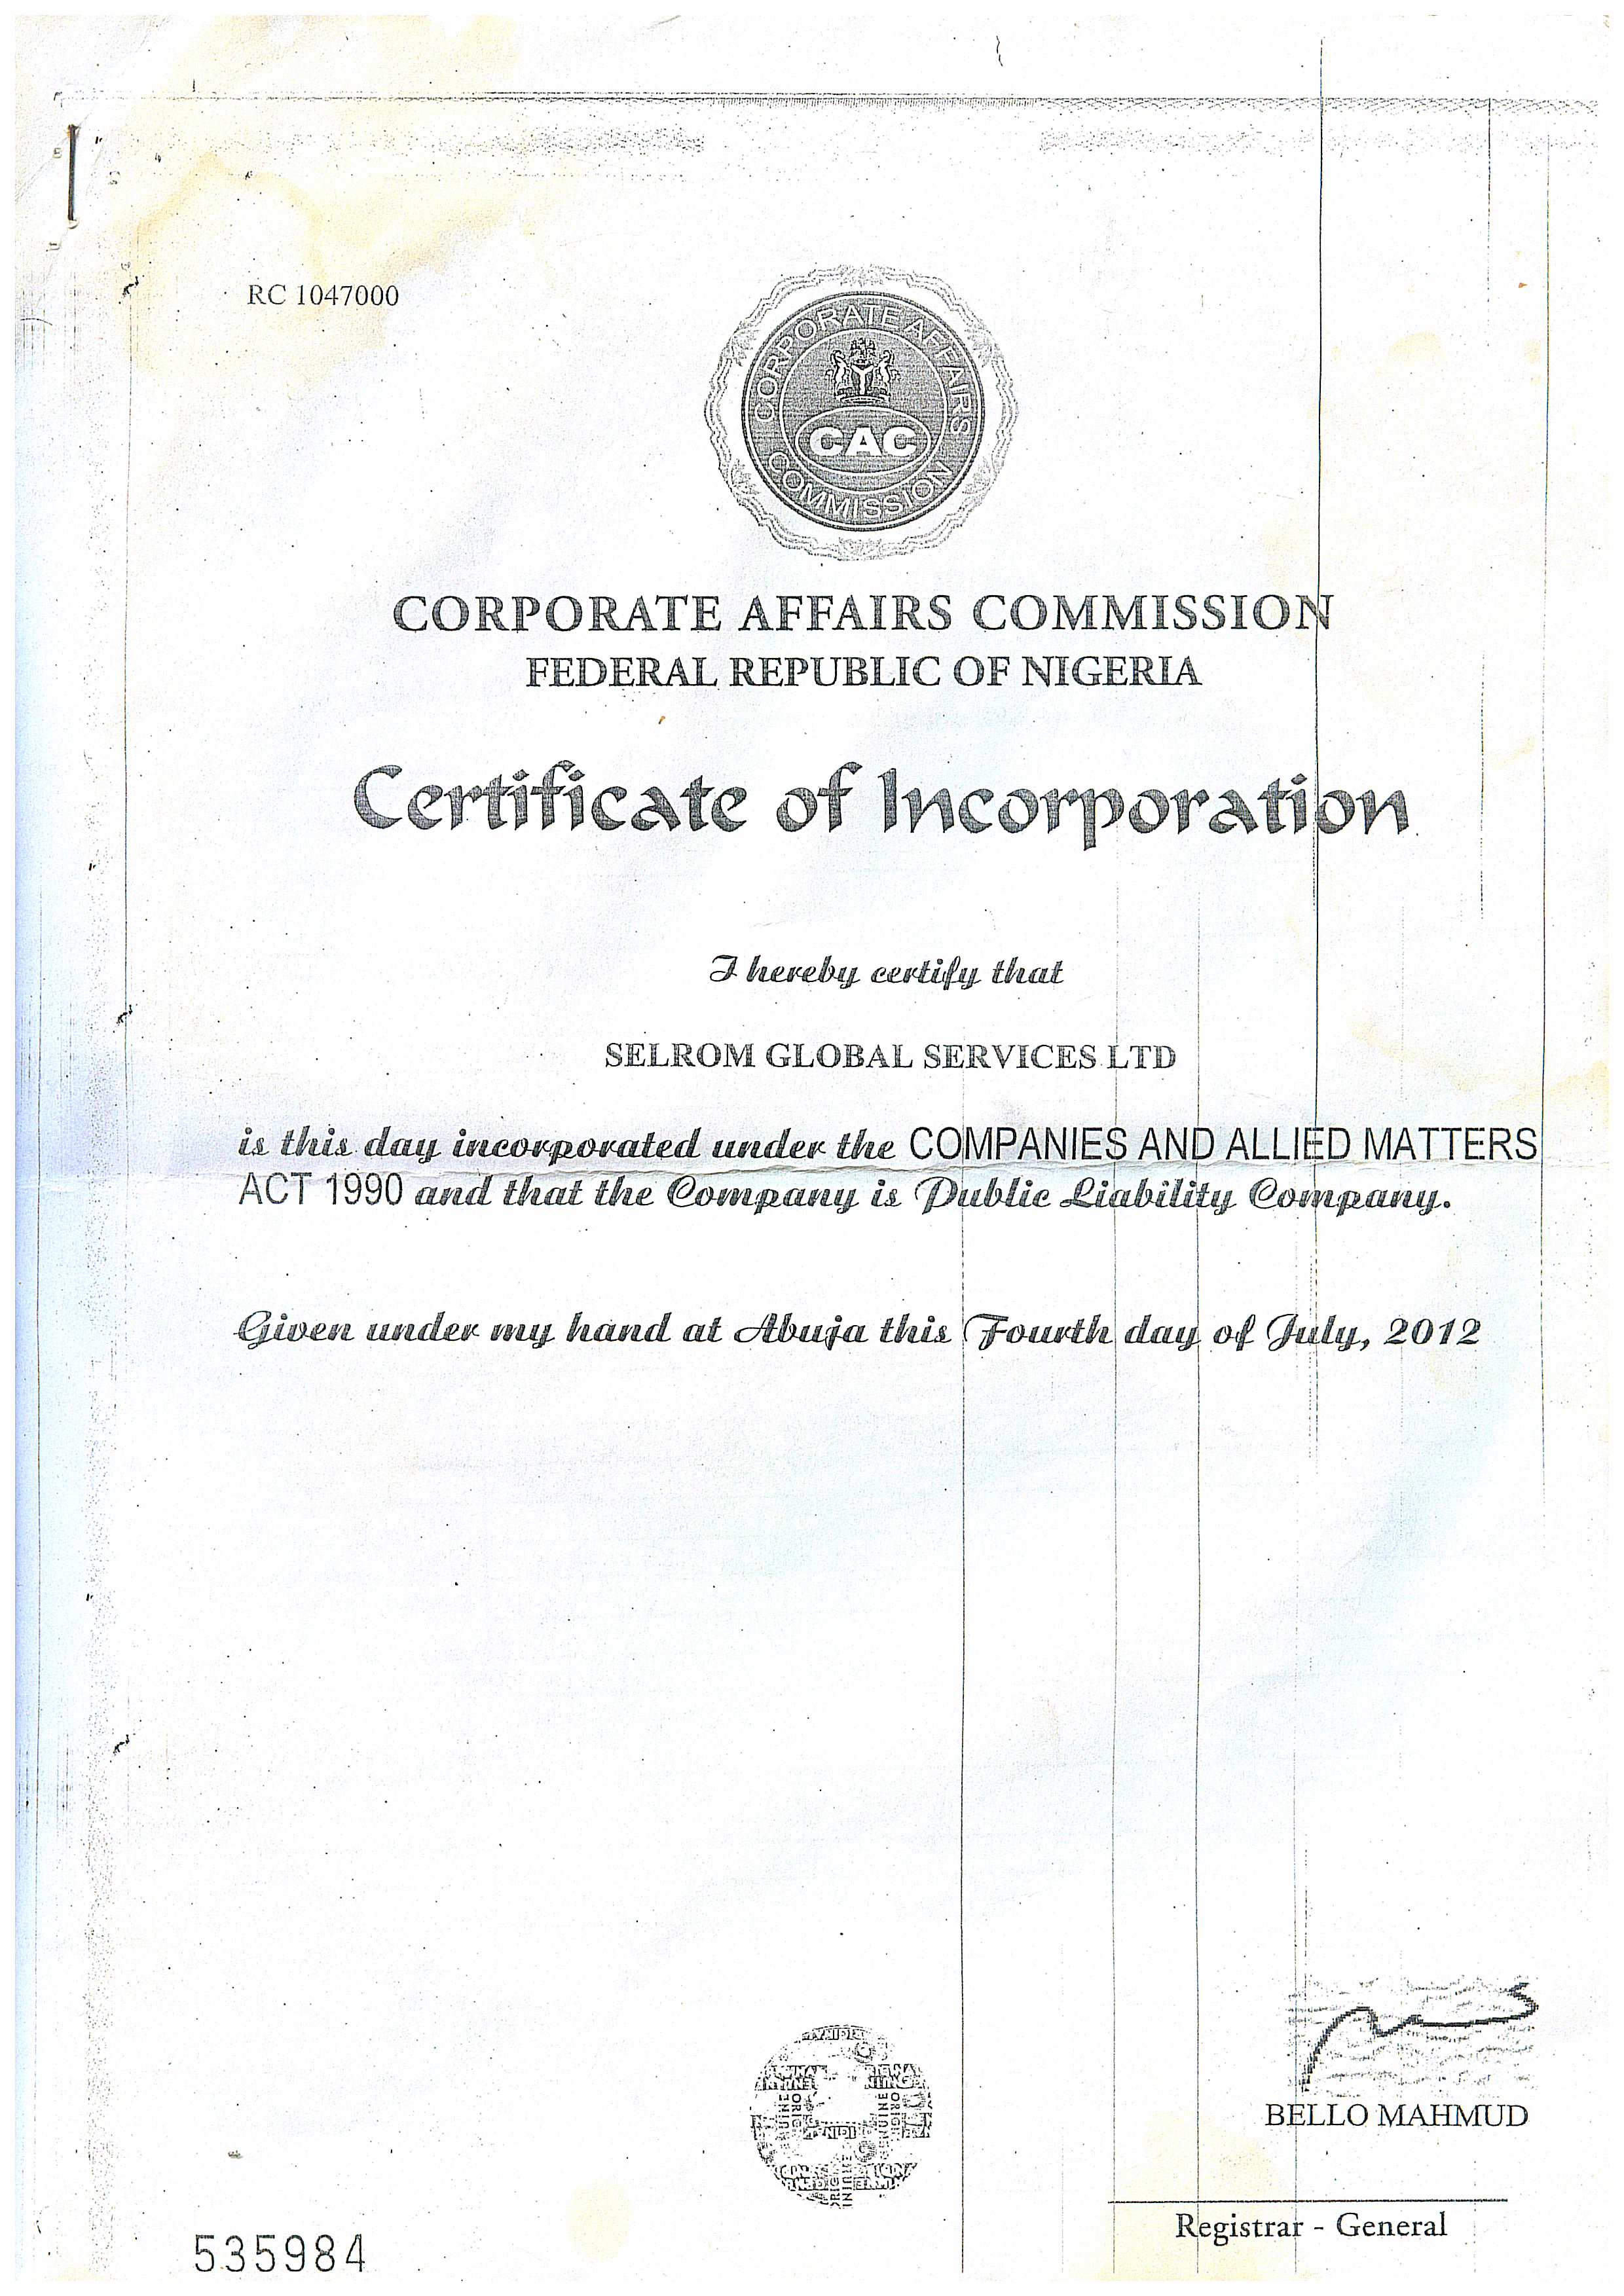 RC 1047000
CORPORATE AFFAIRS COMMISSION
CAC
CORPORATE AFFAIRS COMMISSION
FEDERAL REPUBLIC OF NIGERIA
Certificate of Incorporation
I hereby certify that
SELROM GLOBAL SERVICES LTD
is this day incorporated under the COMPANIES AND ALLIED MATTERS
ACT 1990 and that the Company is Public Liability Company.
Given under my hand at Abuja this Fourth day of July, 2012
BELLO MAHMUD
Registrar - General
535984